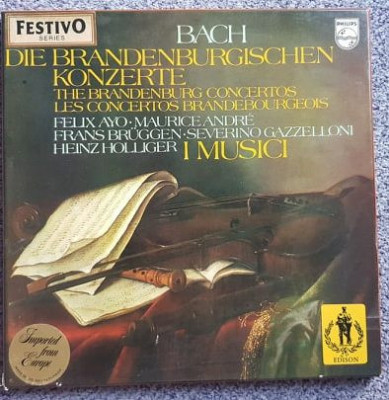 FESTIVO
SERIES
BACH
PHILIPS
DIE BRANDENBURGISCHEN
KONZERTE
THE BRANDENBURG CONCERTOS
LES CONCERTOS BRANDEBOURGEOIS
FELIX AYO · MAURICE ANDRÉ
FRANS BRÜGGEN · SEVERINO GAZZELLONI
HEINZ HOLLIGER I MUSICI
Imported
from
Europe
EDISON